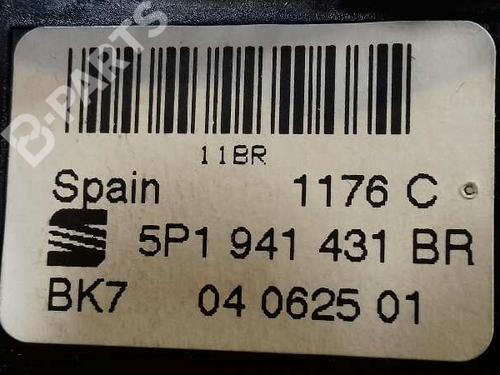 B-PARTS
11BR
Spain 1176 C
5P1 941 431 BR
BK7 04 0625 01